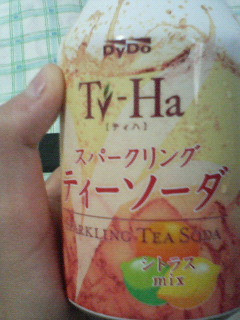 DyDo
Ti-Ha
[ティハ]
スパークリング
ティーソーダ
SPARKLING TEA SODA
シトラス
mix